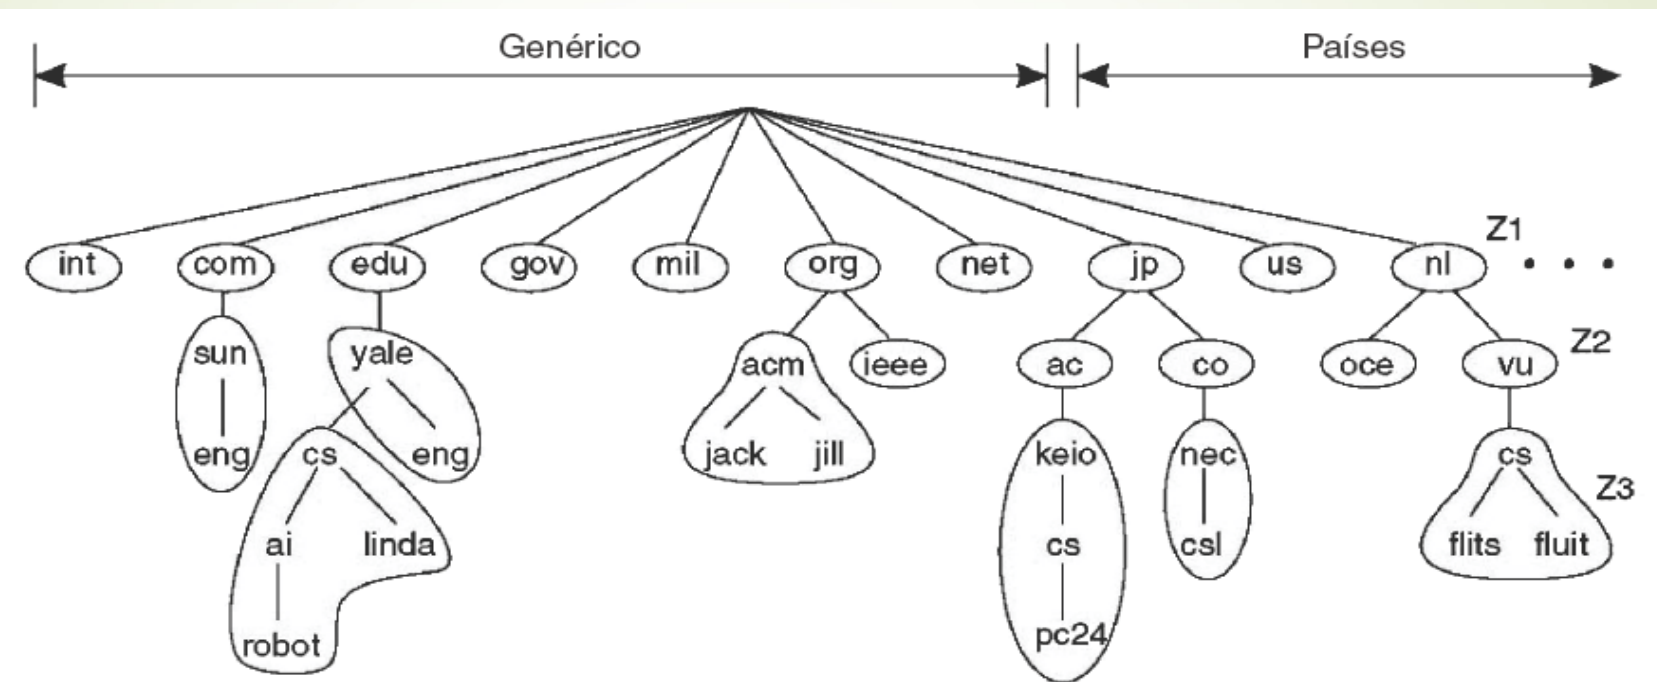 Genérico Países
Z1
int com edu gov mil org net jp us nl . . .
Z2
sun yale acm ieee ac co oce vu
eng cs eng jack jill keio nec cs
Z3
ai linda cs csl flits fluit
robot pc24